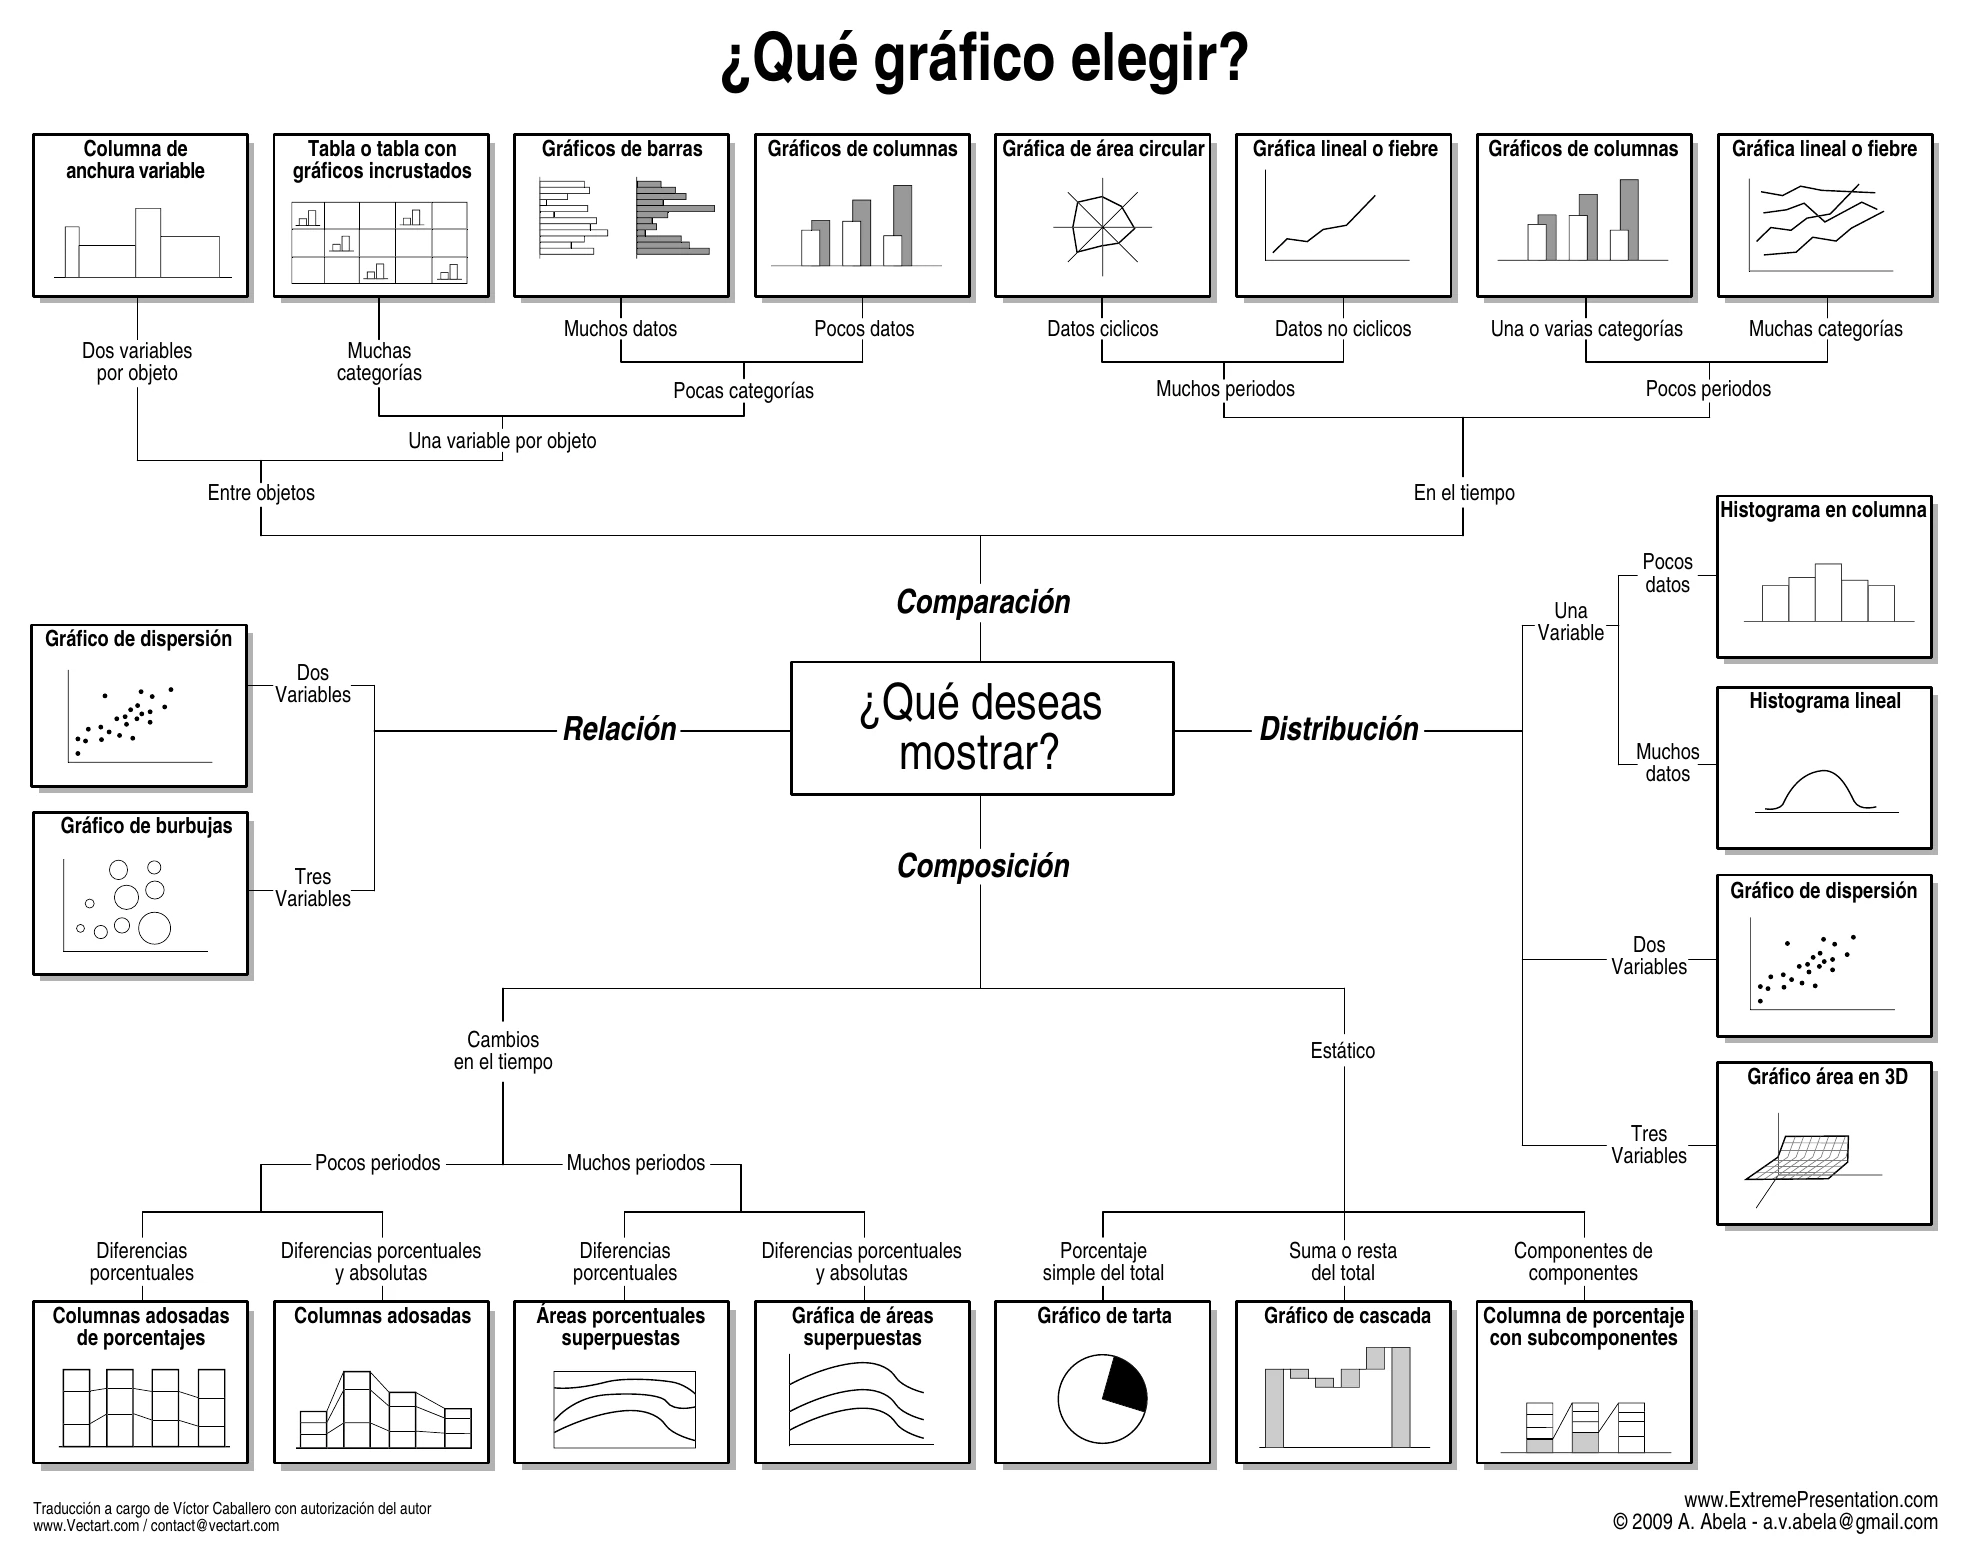 ¿Qué gráfico elegir?
Columna de
anchura variable
Tabla o tabla con
gráficos incrustados
Gráficos de barras
Gráficos de columnas
Gráfica de área circular
Gráfica lineal o fiebre
Gráficos de columnas
Gráfica lineal o fiebre
Dos variables
por objeto
Muchas
categorías
Muchos datos
Pocos datos
Datos ciclicos
Datos no ciclicos
Una o varias categorías
Muchas categorías
Pocas categorías
Muchos periodos
Pocos periodos
Una variable por objeto
Entre objetos
En el tiempo
Comparación
Gráfico de dispersión
Dos
Variables
Gráfico de burbujas
Tres
Variables
Relación
¿Qué deseas
mostrar?
Distribución
Una
Variable
Pocos
datos
Histograma en columna
Muchos
datos
Histograma lineal
Dos
Variables
Gráfico de dispersión
Tres
Variables
Gráfico área en 3D
Composición
Cambios
en el tiempo
Estático
Pocos periodos
Muchos periodos
Diferencias
porcentuales
Diferencias porcentuales
y absolutas
Diferencias
porcentuales
Diferencias porcentuales
y absolutas
Porcentaje
simple del total
Suma o resta
del total
Componentes de
componentes
Columnas adosadas
de porcentajes
Columnas adosadas
Áreas porcentuales
superpuestas
Gráfica de áreas
superpuestas
Gráfico de tarta
Gráfico de cascada
Columna de porcentaje
con subcomponentes
Traducción a cargo de Víctor Caballero con autorización del autor
www.Vectart.com / contact@vectart.com
www.ExtremePresentation.com
© 2009 A. Abela - a.v.abela@gmail.com